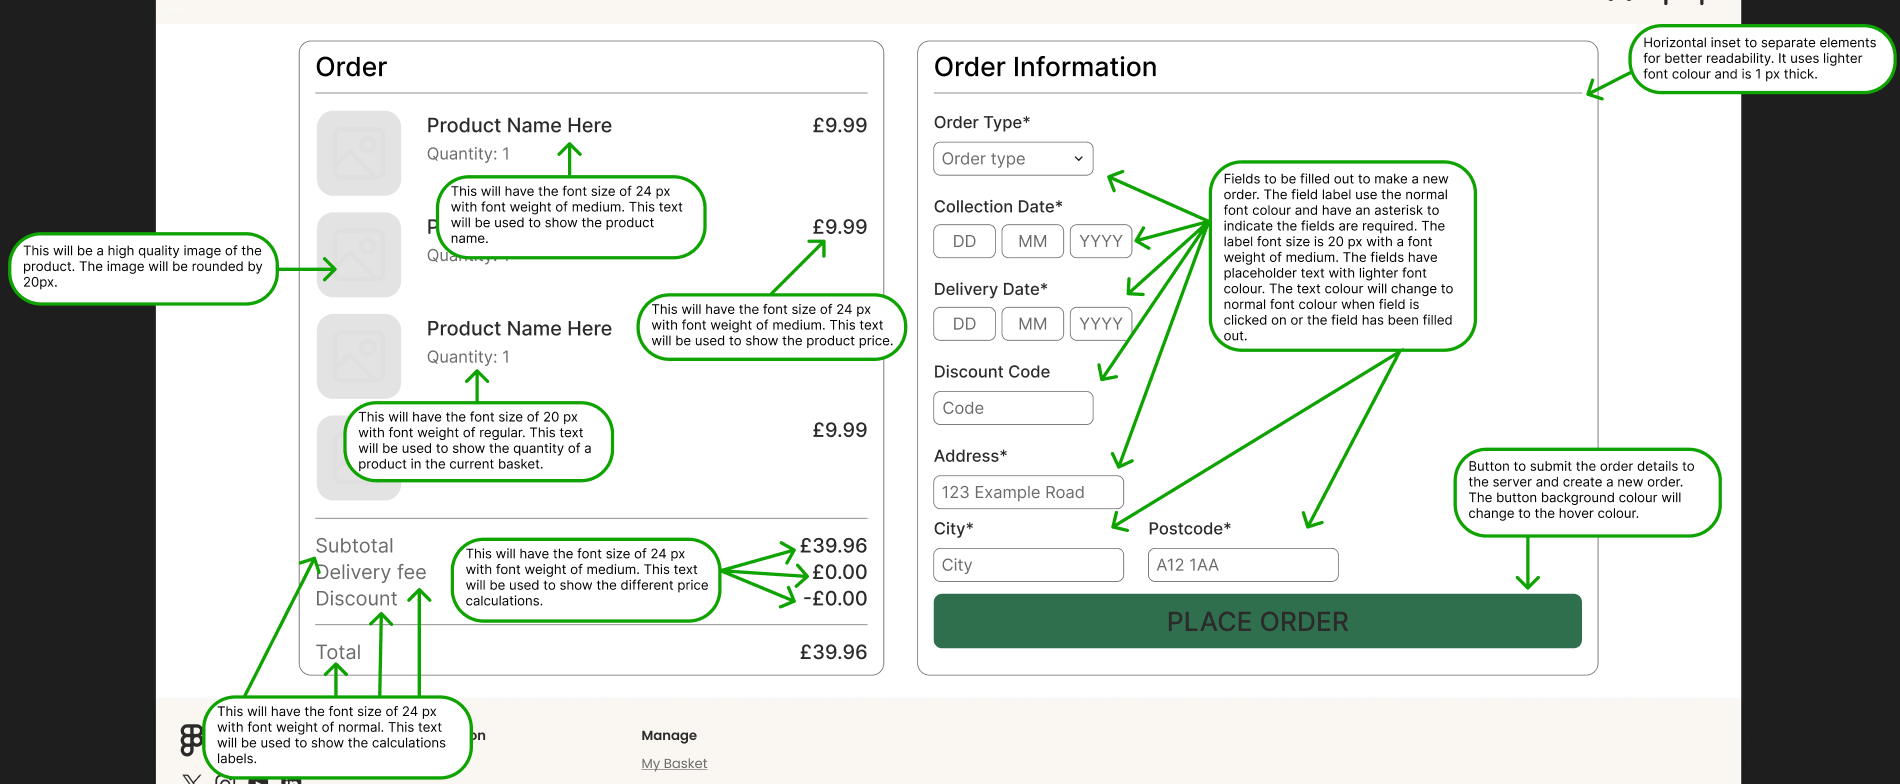 Horizontal inset to separate elements
for better readability. It uses lighter
font colour and is 1 px thick.
Order
Product Name Here
£9.99
Quantity: 1
This will have the font size of 24 px
with font weight of medium. This text
will be used to show the product
name.
£9.99
This will be a high quality image of the
product. The image will be rounded by
20px.
This will have the font size of 24 px
with font weight of medium. This text
will be used to show the product price.
Product Name Here
Quantity: 1
This will have the font size of 20 px
with font weight of regular. This text
will be used to show the quantity of a
product in the current basket.
£9.99
Subtotal
£39.96
Delivery fee
£0.00
Discount
-£0.00
This will have the font size of 24 px
with font weight of medium. This text
will be used to show the different price
calculations.
Total
£39.96
This will have the font size of 24 px
with font weight of normal. This text
will be used to show the calculations
labels.
Order Information
Order Type*
Order type
Collection Date*
DD
MM
YYYY
Delivery Date*
DD
MM
YYYY
Discount Code
Code
Address*
123 Example Road
City*
Postcode*
City
A12 1AA
PLACE ORDER
Fields to be filled out to make a new
order. The field label use the normal
font colour and have an asterisk to
indicate the fields are required. The
label font size is 20 px with a font
weight of medium. The fields have
placeholder text with lighter font
colour. The text colour will change to
normal font colour when field is
clicked on or the field has been filled
out.
Button to submit the order details to
the server and create a new order.
The button background colour will
change to the hover colour.
on
Manage
My Basket